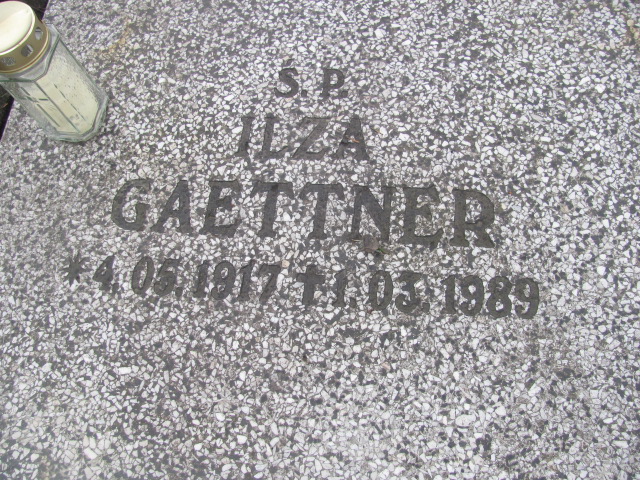 S.P.
ILZA
GAETTNER
* 4.05.1917 † 1.03.1989